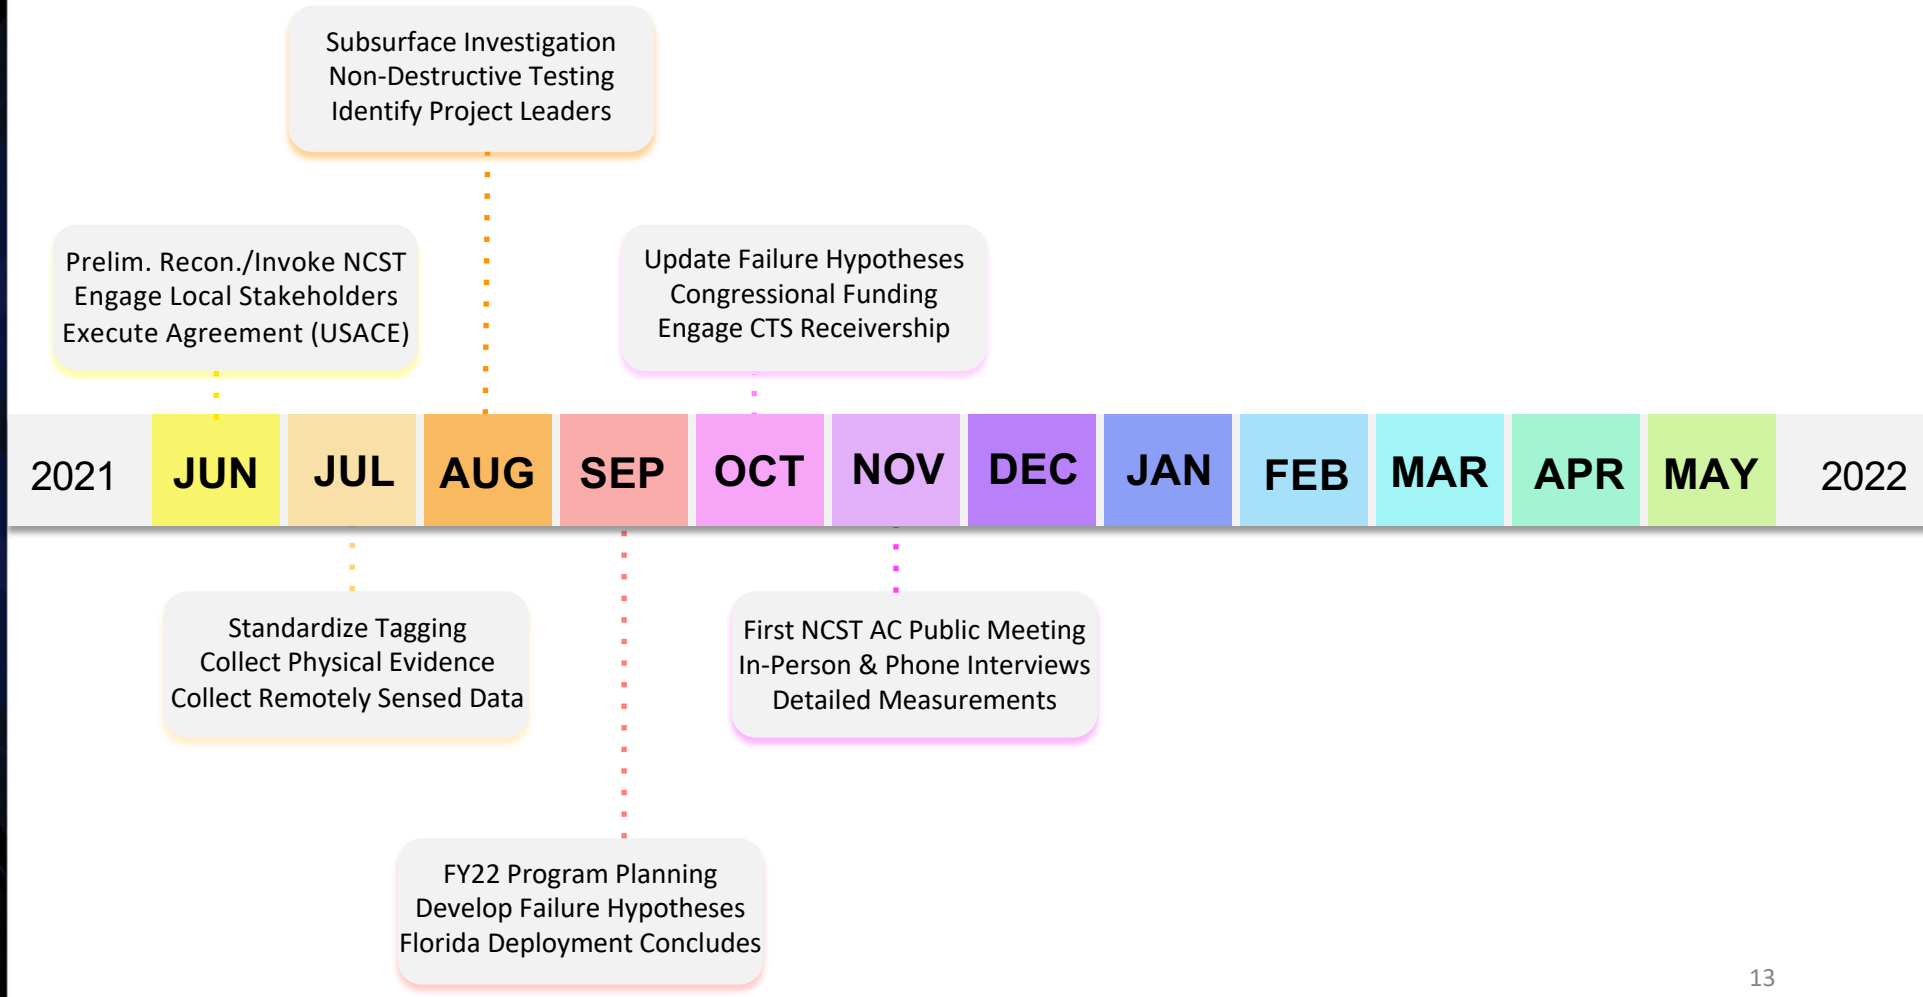 Subsurface Investigation
Non-Destructive Testing
Identify Project Leaders
Prelim. Recon./Invoke NCST
Engage Local Stakeholders
Execute Agreement (USACE)
Update Failure Hypotheses
Congressional Funding
Engage CTS Receivership
2021 JUN JUL AUG SEP OCT NOV DEC JAN FEB MAR APR MAY 2022
Standardize Tagging
Collect Physical Evidence
Collect Remotely Sensed Data
First NCST AC Public Meeting
In-Person & Phone Interviews
Detailed Measurements
FY22 Program Planning
Develop Failure Hypotheses
Florida Deployment Concludes
13